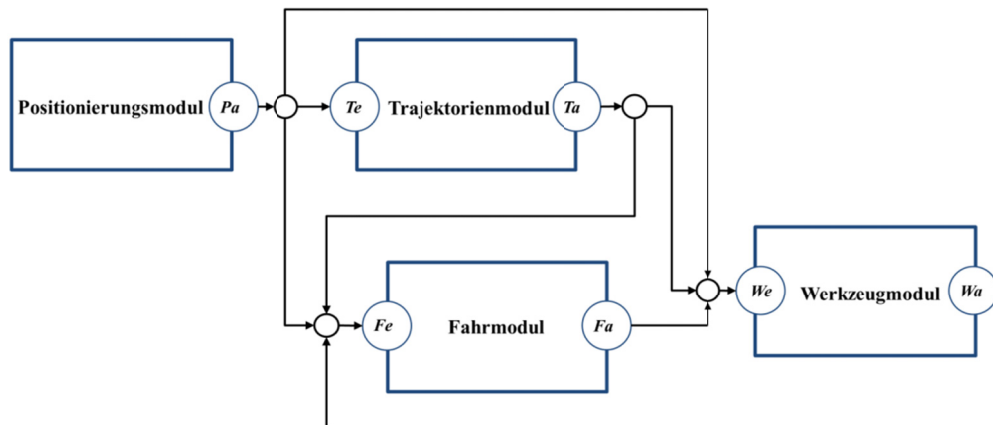 Positionierungsmodul
Pa
Te
Trajektorienmodul
Ta
Fe
Fahrmodul
Fa
We
Werkzeugmodul
Wa